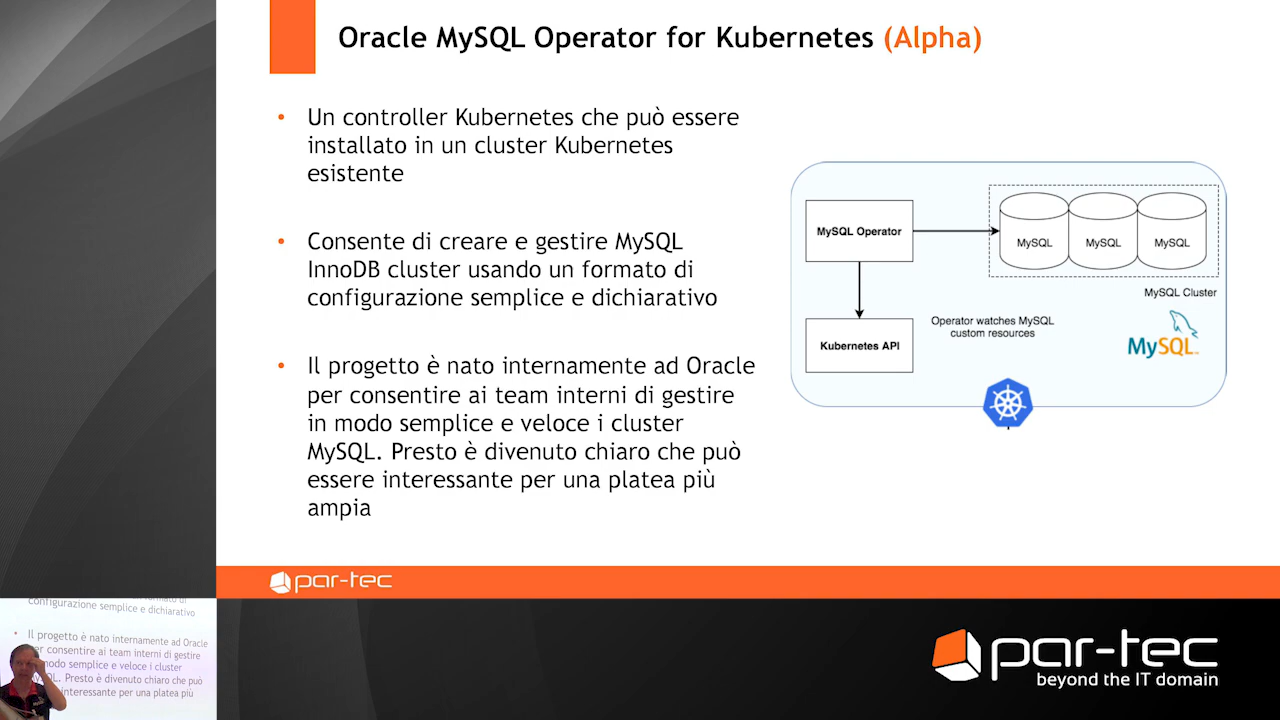 Oracle MySQL Operator for Kubernetes (Alpha)
• Un controller Kubernetes che può essere
installato in un cluster Kubernetes
esistente
• Consente di creare e gestire MySQL
InnoDB cluster usando un formato di
configurazione semplice e dichiarativo
• Il progetto è nato internamente ad Oracle
per consentire ai team interni di gestire
in modo semplice e veloce i cluster
MySQL. Presto è divenuto chiaro che può
essere interessante per una platea più
ampia
MySQL Operator
MySQL
MySQL
MySQL
MySQL Cluster
Operator watches MySQL
custom resources
Kubernetes API
MySQL
par-tec
configurazione semplice e dichiarativo
• Il progetto è nato internamente ad Oracle
per consentire ai team interni di gestire
modo semplice e veloce i cluster
Presto è divenuto chiaro che può
interessante per una platea più
par-tec
beyond the IT domain